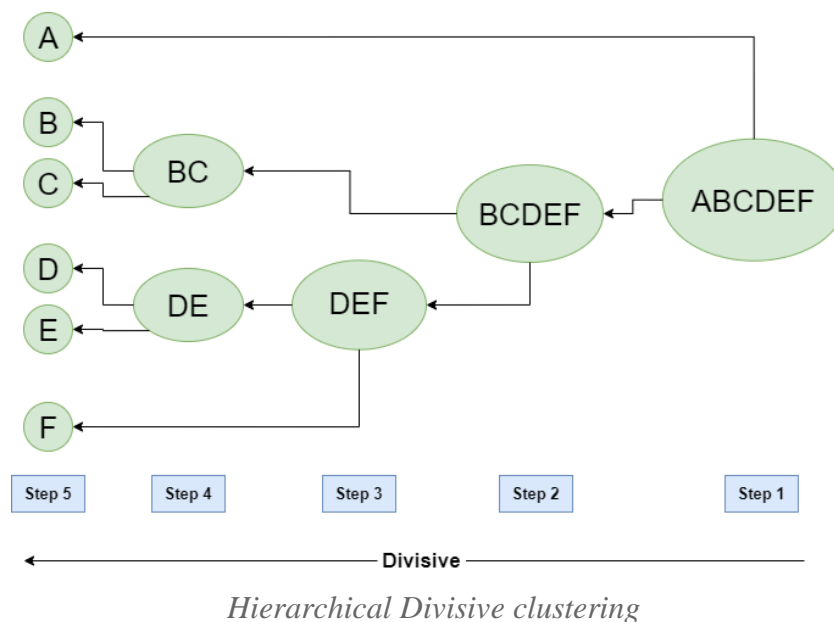 A
B
C
BC
BCDEF
ABCDEF
D
E
DE
DEF
F
Step 5
Step 4
Step 3
Step 2
Step 1
Divisive
Hierarchical Divisive clustering